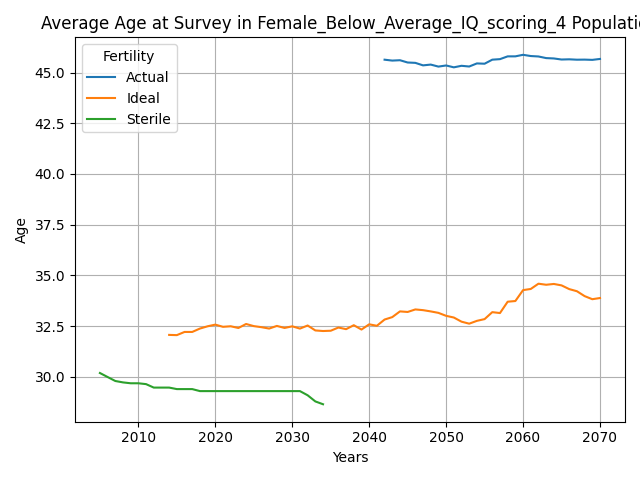 Average Age at Survey in Female_Below_Average_IQ_scoring_4 Populatio
Fertility
Actual
Ideal
Sterile
45.0
42.5
40.0
37.5
35.0
32.5
30.0
Age
2010 2020 2030 2040 2050 2060 2070
Years